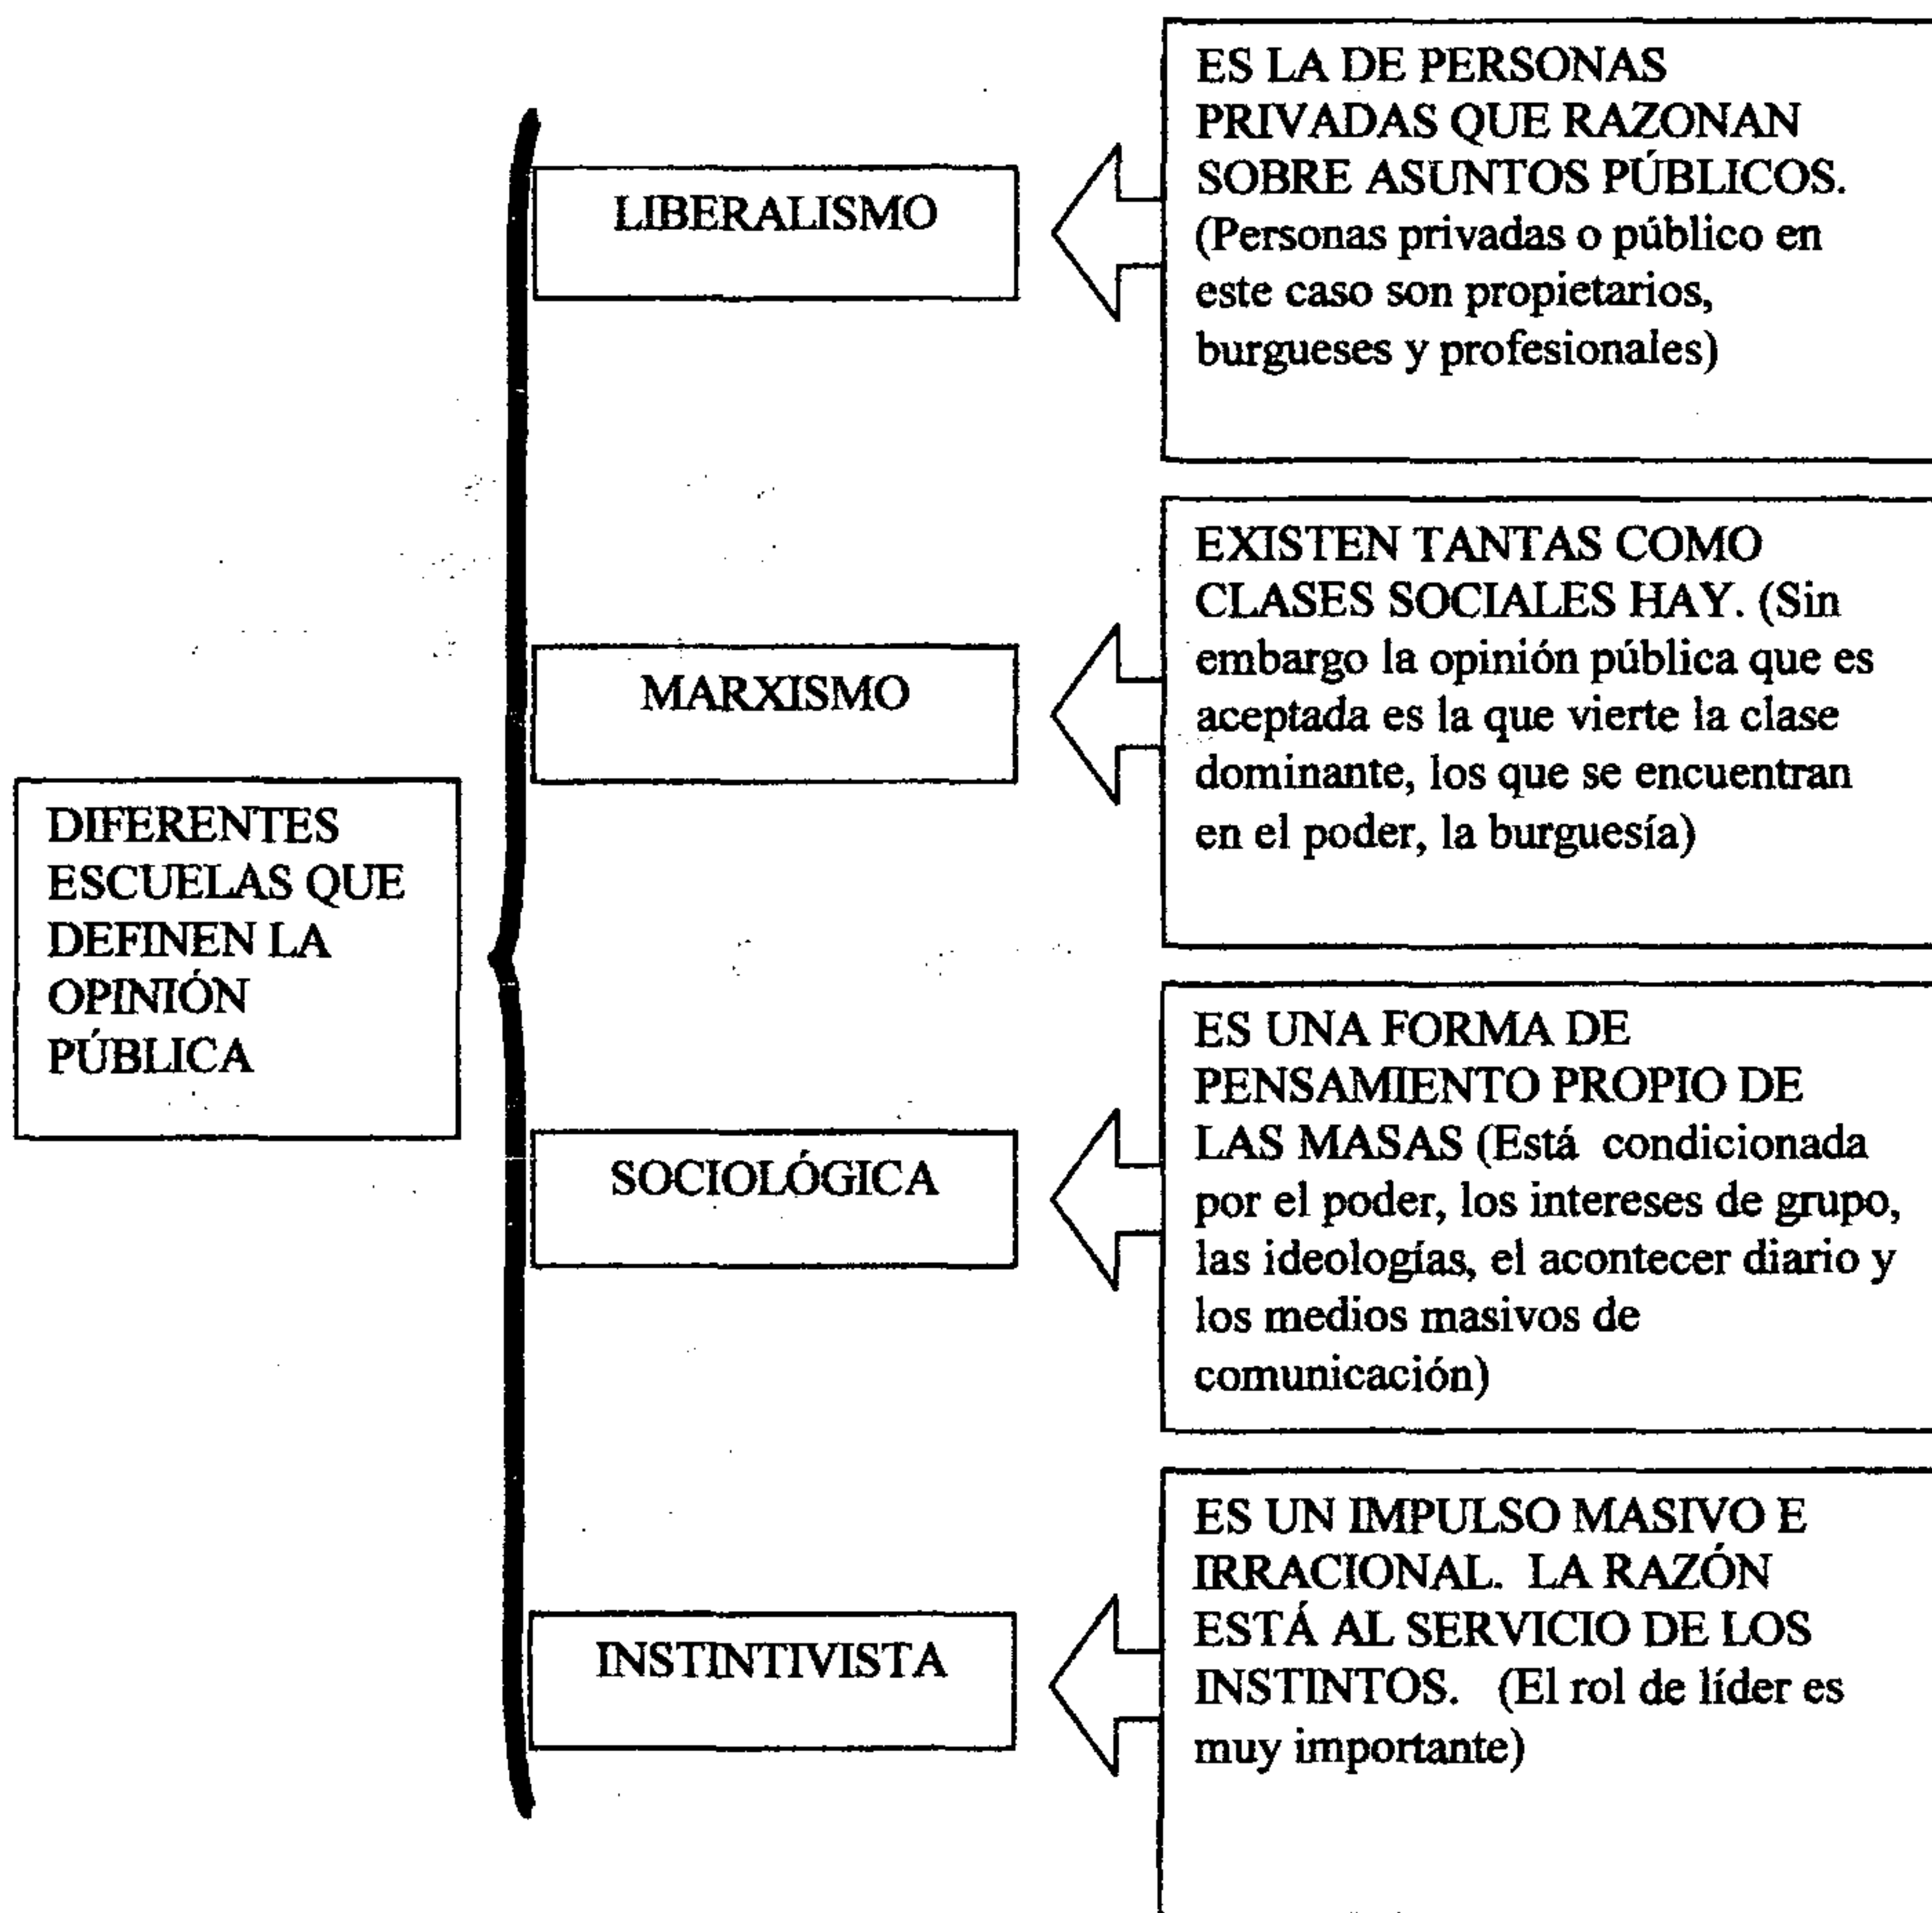 DIFERENTES
ESCUELAS QUE
DEFINEN LA
OPINIÓN
PÚBLICA
LIBERALISMO
ES LA DE PERSONAS
PRIVADAS QUE RAZONAN
SOBRE ASUNTOS PÚBLICOS.
(Personas privadas o público en
este caso son propietarios,
burgueses y profesionales)
MARXISMO
EXISTEN TANTAS COMO
CLASES SOCIALES HAY. (Sin
embargo la opinión pública que es
aceptada es la que vierte la clase
dominante, los que se encuentran
en el poder, la burguesía)
SOCIOLÓGICA
ES UNA FORMA DE
PENSAMIENTO PROPIO DE
LAS MASAS (Está condicionada
por el poder, los intereses de grupo,
las ideologías, el acontecer diario y
los medios masivos de
comunicación)
INSTINTIVISTA
ES UN IMPULSO MASIVO E
IRRACIONAL. LA RAZÓN
ESTÁ AL SERVICIO DE LOS
INSTINTOS. (El rol de líder es
muy importante)